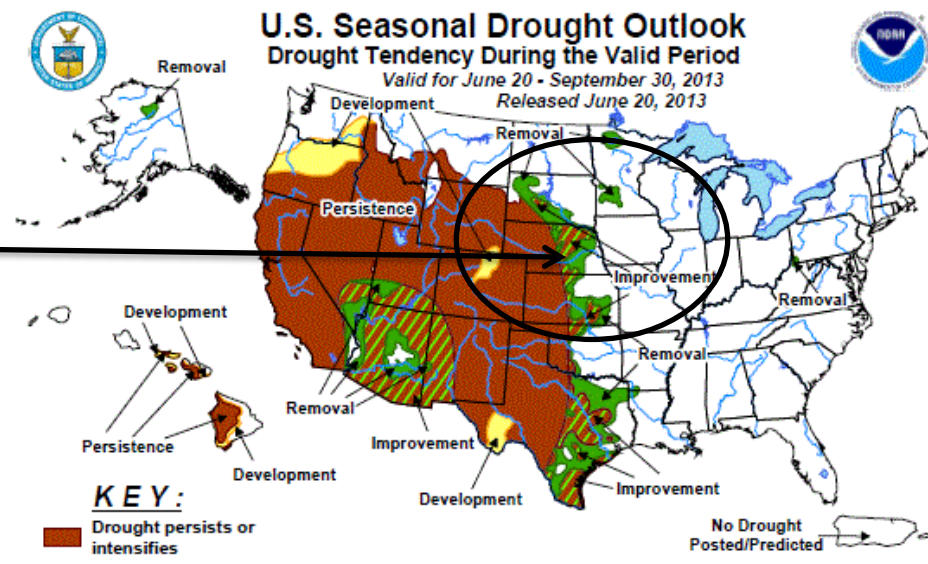 U.S. Seasonal Drought Outlook
Drought Tendency During the Valid Period
Valid for June 20 - September 30, 2013
Released June 20, 2013
NOAA
Removal
Development
Removal
Persistence
Improvement
Development
Removal
Removal
Removal
Improvement
Persistence
Development
Development
Improvement
KEY:
Drought persists or
intensifies
No Drought
Posted/Predicted